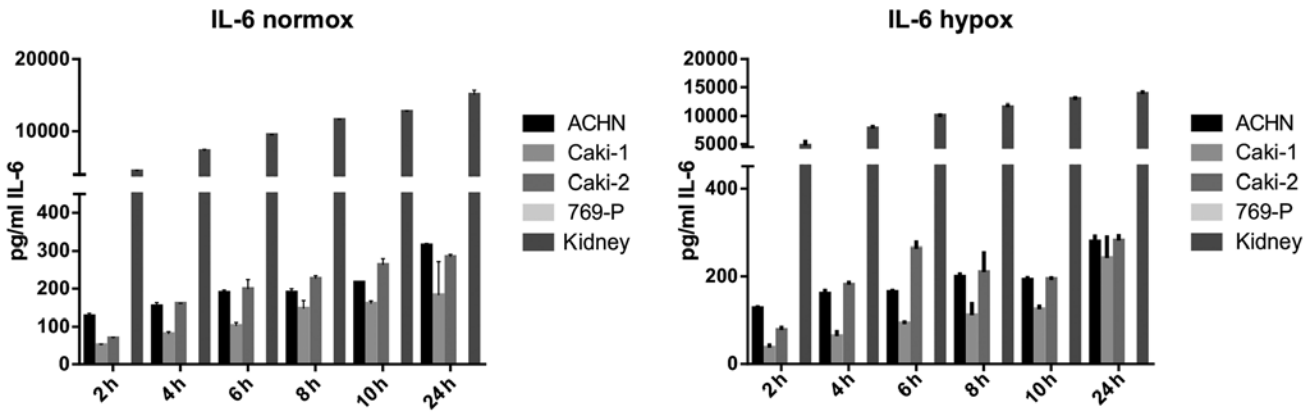 IL-6 normox
pg/ml IL-6
20000
10000
400
300
200
100
0
2h
4h
6h
8h
10h
24h
ACHN
Caki-1
Caki-2
769-P
Kidney
IL-6 hypox
pg/ml IL-6
20000
15000
10000
5000
400
200
0
2h
4h
6h
8h
10h
24h
ACHN
Caki-1
Caki-2
769-P
Kidney